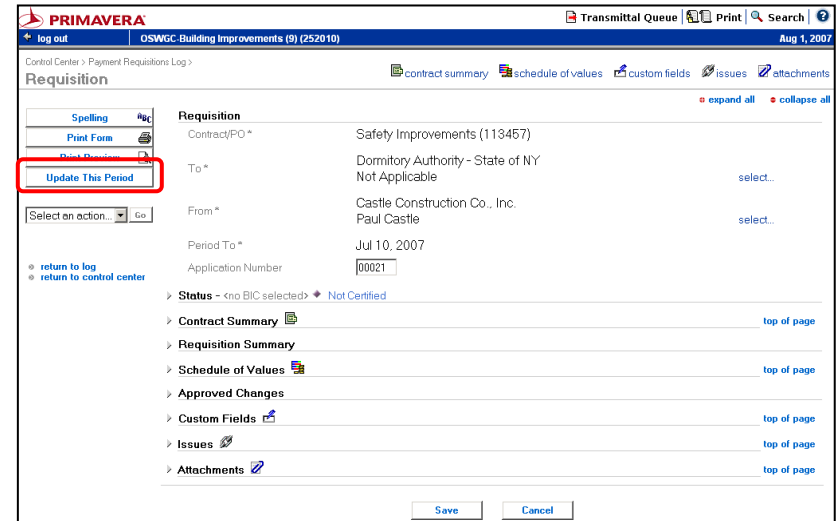 PRIMAVERA
Transmittal Queue Print Search
log out OSWGC-Building Improvements (9) (252010) Aug 1, 2007
Control Center > Payment Requisitions Log >
Requisition
contract summary schedule of values custom fields issues attachments
expand all collapse all
Spelling
Print Form
Print Preview
Update This Period
Select an action... Go
return to log
return to control center
Requisition
Contract/PO * Safety Improvements (113457)
To * Dormitory Authority - State of NY
Not Applicable select...
From * Castle Construction Co., Inc.
Paul Castle select...
Period To * Jul 10, 2007
Application Number 00021
Status - <no BIC selected> Not Certified
Contract Summary top of page
Requisition Summary
Schedule of Values top of page
Approved Changes
Custom Fields top of page
Issues top of page
Attachments top of page
Save Cancel